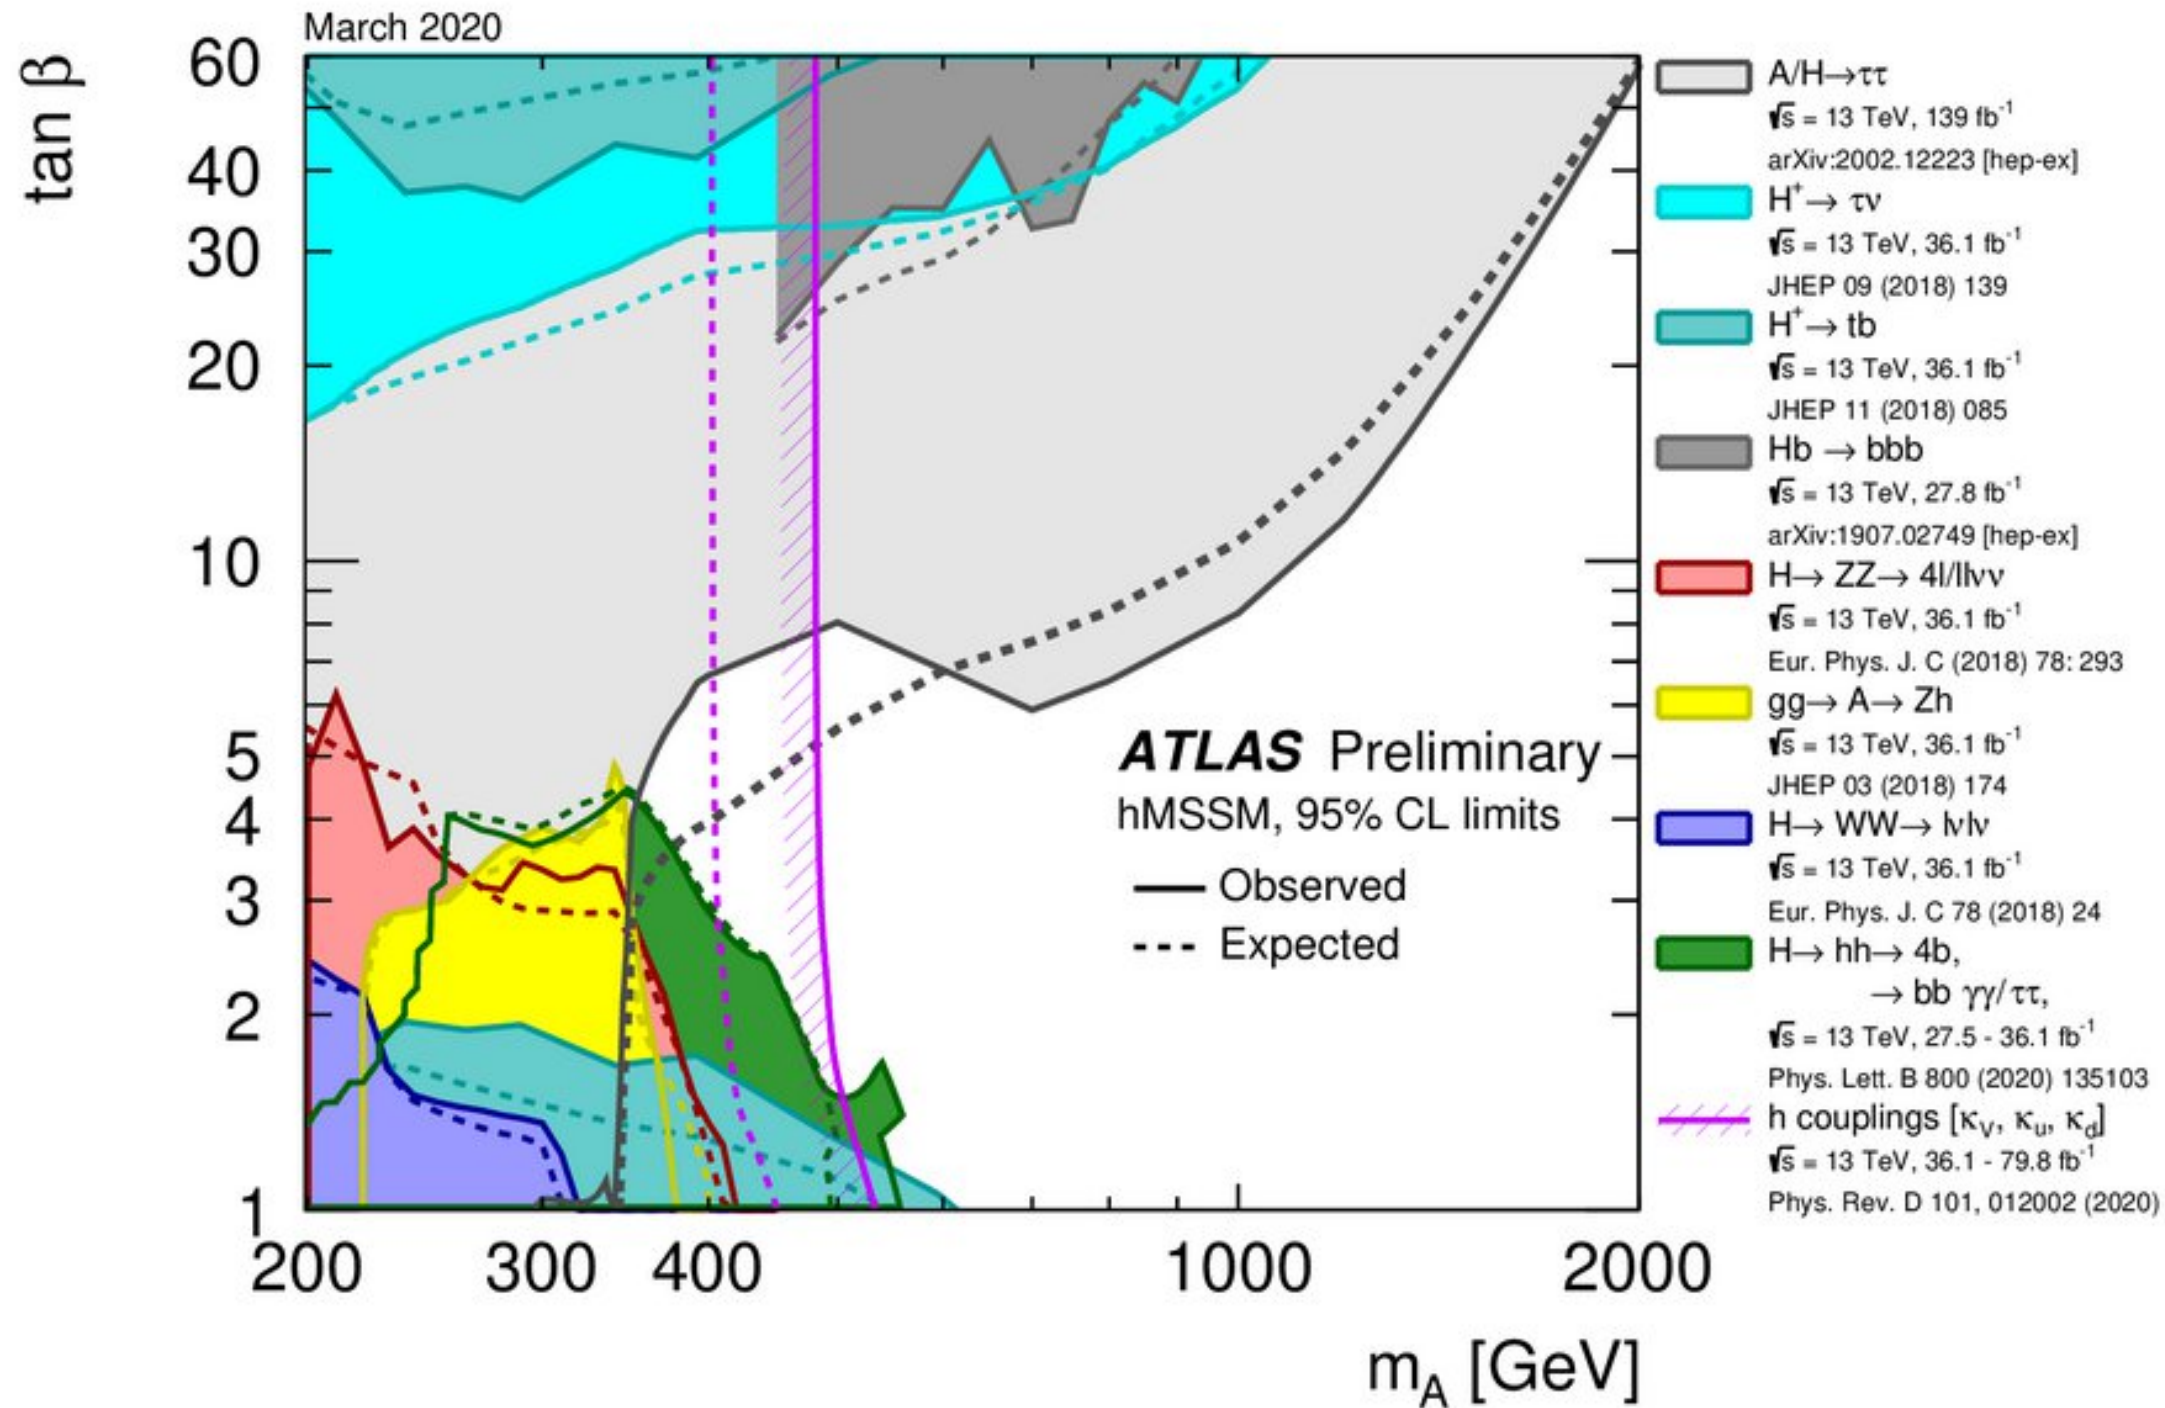 March 2020
tan β
60
40
30
20
10
5
4
3
2
1
200
300
400
1000
2000
m_A [GeV]
ATLAS Preliminary
hMSSM, 95% CL limits
Observed
Expected
A/H→ττ
√s = 13 TeV, 139 fb⁻¹
arXiv:2002.12223 [hep-ex]
H⁺→ τν
√s = 13 TeV, 36.1 fb⁻¹
JHEP 09 (2018) 139
H⁺→ tb
√s = 13 TeV, 36.1 fb⁻¹
JHEP 11 (2018) 085
Hb → bbb
√s = 13 TeV, 27.8 fb⁻¹
arXiv:1907.02749 [hep-ex]
H→ ZZ→ 4l/llνν
√s = 13 TeV, 36.1 fb⁻¹
Eur. Phys. J. C (2018) 78: 293
gg→ A→ Zh
√s = 13 TeV, 36.1 fb⁻¹
JHEP 03 (2018) 174
H→ WW→ lνlν
√s = 13 TeV, 36.1 fb⁻¹
Eur. Phys. J. C 78 (2018) 24
H→ hh→ 4b,
→ bb γγ/ττ,
√s = 13 TeV, 27.5 - 36.1 fb⁻¹
Phys. Lett. B 800 (2020) 135103
h couplings [κ_V, κ_u, κ_d]
√s = 13 TeV, 36.1 - 79.8 fb⁻¹
Phys. Rev. D 101, 012002 (2020)